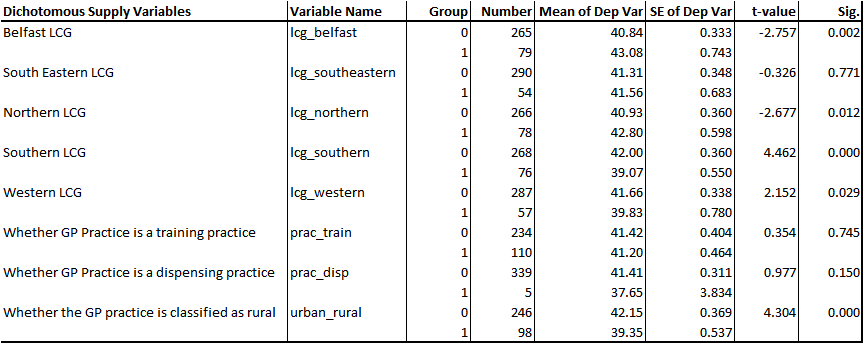 Dichotomous Supply Variables Variable Name Group Number Mean of Dep Var SE of Dep Var t-value Sig.
Belfast LCG lcg_belfast 0 265 40.84 0.333 -2.757 0.002
1 79 43.08 0.743
South Eastern LCG lcg_southeastern 0 290 41.31 0.348 -0.326 0.771
1 54 41.56 0.683
Northern LCG lcg_northern 0 266 40.93 0.360 -2.677 0.012
1 78 42.80 0.598
Southern LCG lcg_southern 0 268 42.00 0.360 4.462 0.000
1 76 39.07 0.550
Western LCG lcg_western 0 287 41.66 0.338 2.152 0.029
1 57 39.83 0.780
Whether GP Practice is a training practice prac_train 0 234 41.42 0.404 0.354 0.745
1 110 41.20 0.464
Whether GP Practice is a dispensing practice prac_disp 0 339 41.41 0.311 0.977 0.150
1 5 37.65 3.834
Whether the GP practice is classified as rural urban_rural 0 246 42.15 0.369 4.304 0.000
1 98 39.35 0.537